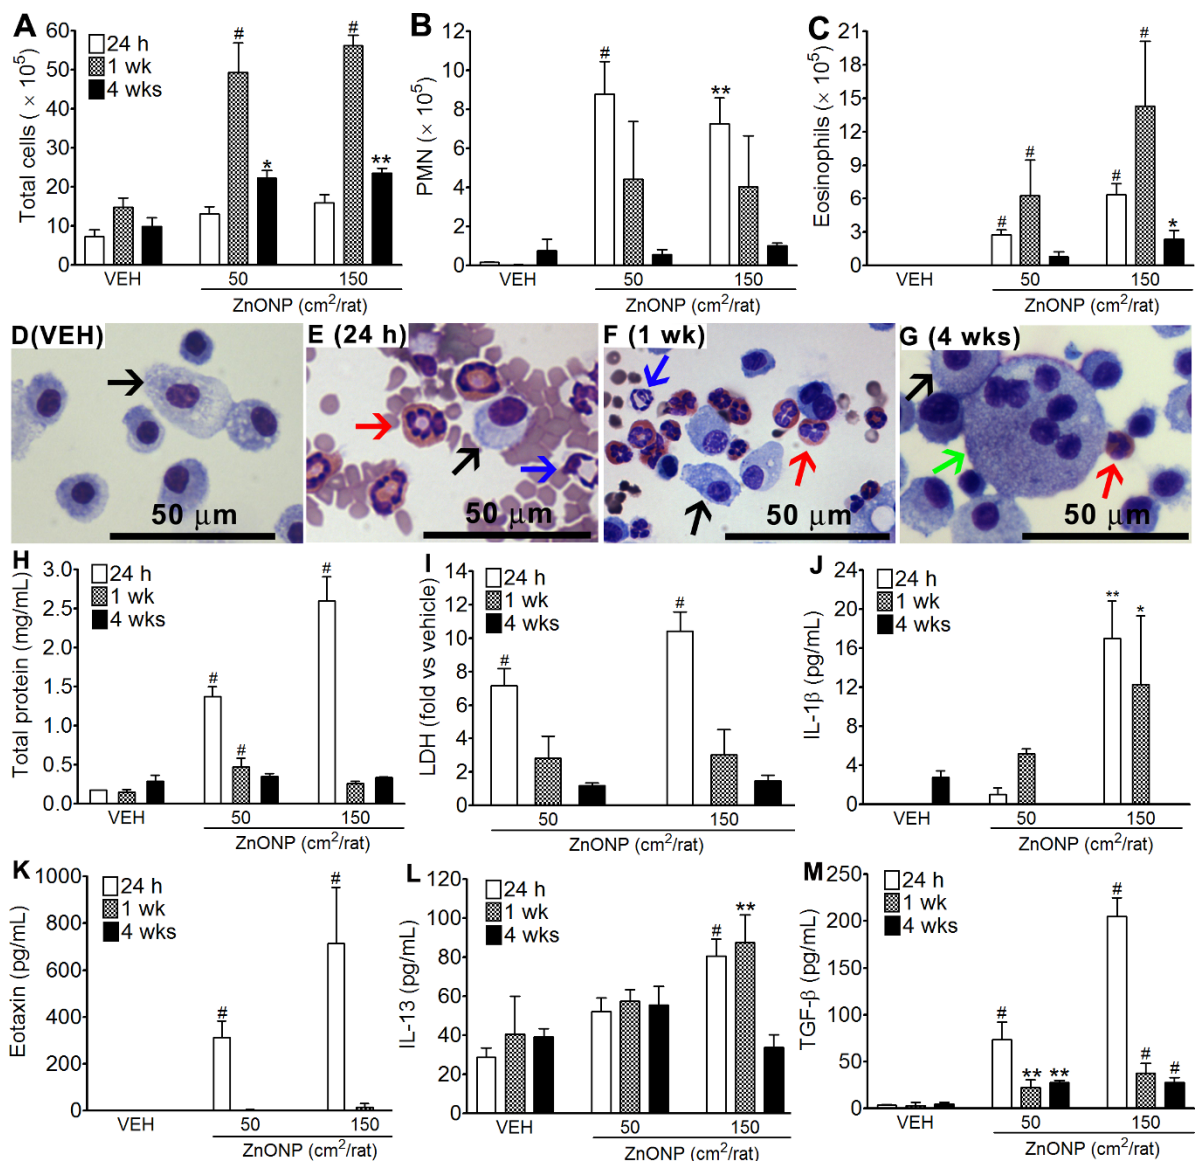 A
Total cells ( × 10⁵)
60
50
40
30
20
10
0
24 h
1 wk
4 wks
#
*
#
**
VEH
50
150
ZnONP (cm²/rat)
B
PMN (× 10⁵)
12
10
8
6
4
2
0
#
**
VEH
50
150
ZnONP (cm²/rat)
C
Eosinophils (× 10⁵)
21
18
15
12
9
6
3
0
#
#
#
#
*
VEH
50
150
ZnONP (cm²/rat)
D(VEH)
50 μm
E (24 h)
50 μm
F (1 wk)
50 μm
G (4 wks)
50 μm
H
Total protein (mg/mL)
3.0
2.5
2.0
1.5
1.0
0.5
0.0
24 h
1 wk
4 wks
#
#
#
VEH
50
150
ZnONP (cm²/rat)
I
LDH (fold vs vehicle)
14
12
10
8
6
4
2
0
24 h
1 wk
4 wks
#
#
50
150
ZnONP (cm²/rat)
J
IL-1β (pg/mL)
24
20
16
12
8
4
0
24 h
1 wk
4 wks
**
*
VEH
50
150
ZnONP (cm²/rat)
K
Eotaxin (pg/mL)
1000
800
600
400
200
0
24 h
1 wk
4 wks
#
#
VEH
50
150
ZnONP (cm²/rat)
L
IL-13 (pg/mL)
140
120
100
80
60
40
20
0
24 h
1 wk
4 wks
#
**
VEH
50
150
ZnONP (cm²/rat)
M
TGF-β (pg/mL)
250
200
150
100
50
0
24 h
1 wk
4 wks
#
**
**
#
#
#
VEH
50
150
ZnONP (cm²/rat)